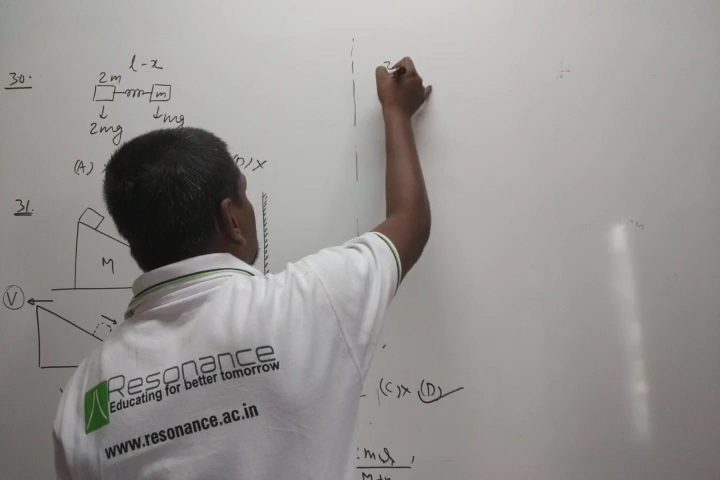 30.
l-x
2m
m
2mg
mg
(A)
(D) x
31.
M
V
(C) x (D)
Resonance
Educating for better tomorrow
www.resonance.ac.in